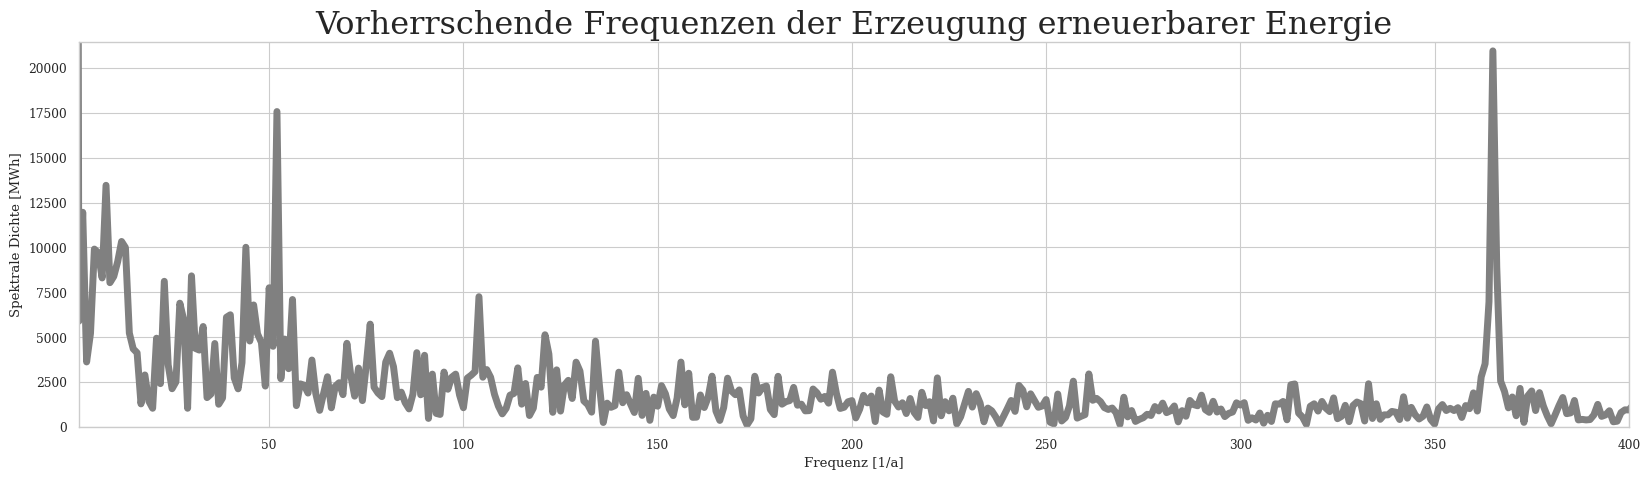 Vorherrschende Frequenzen der Erzeugung erneuerbarer Energie
Spektrale Dichte [MWh]
20000
17500
15000
12500
10000
7500
5000
2500
0
50 100 150 200 250 300 350 400
Frequenz [1/a]